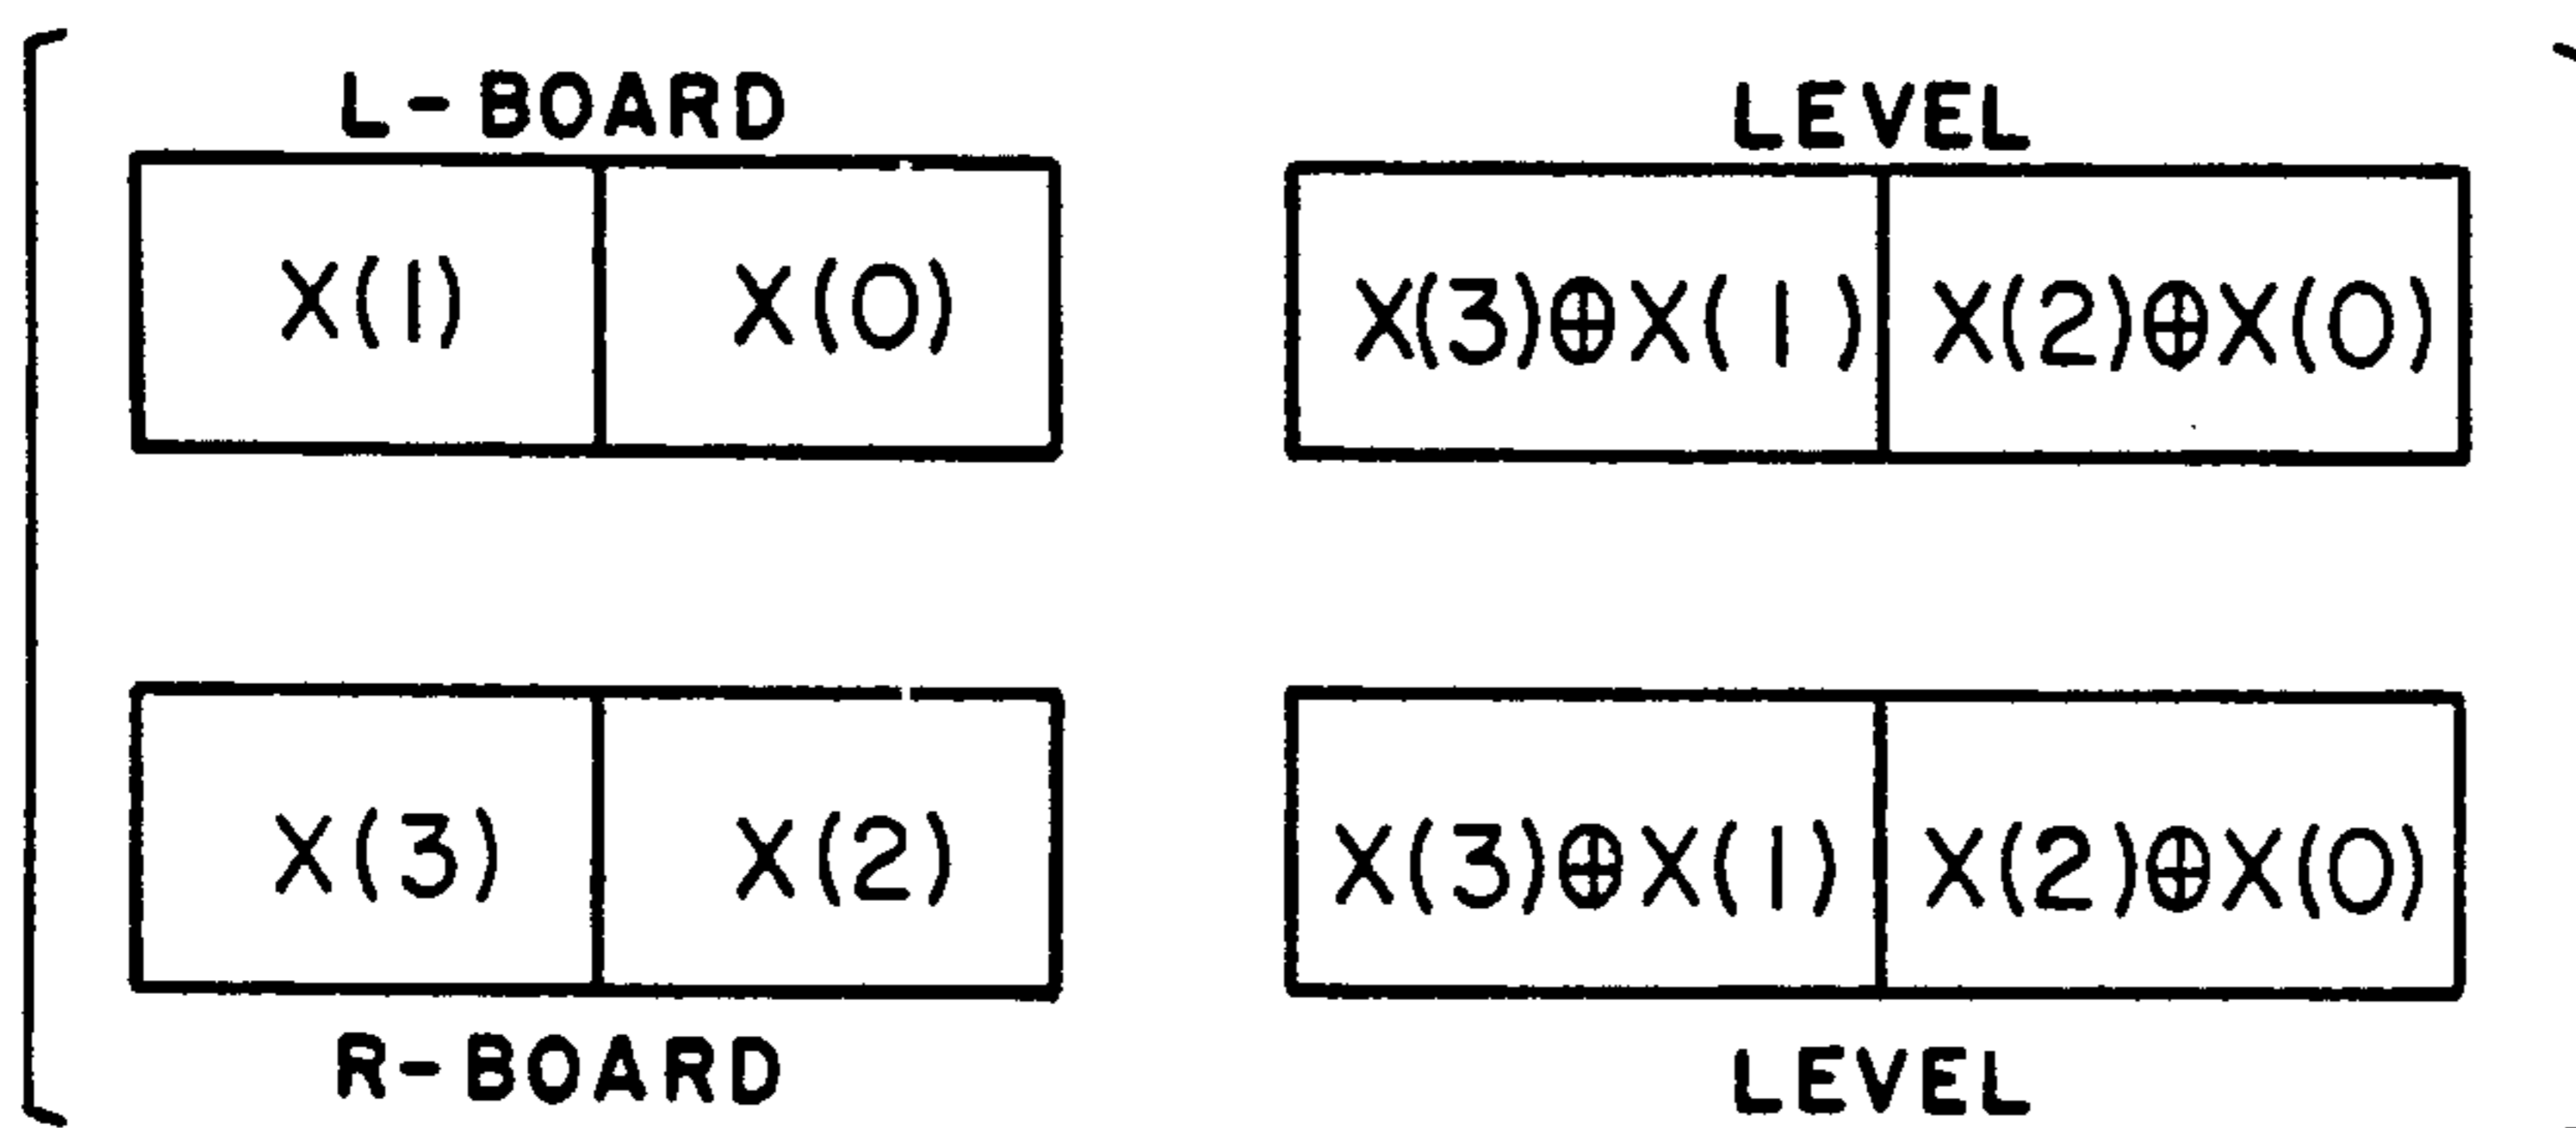 L-BOARD LEVEL
X(1) X(0) X(3)⊕X(1) X(2)⊕X(0)
X(3) X(2) X(3)⊕X(1) X(2)⊕X(0)
R-BOARD LEVEL